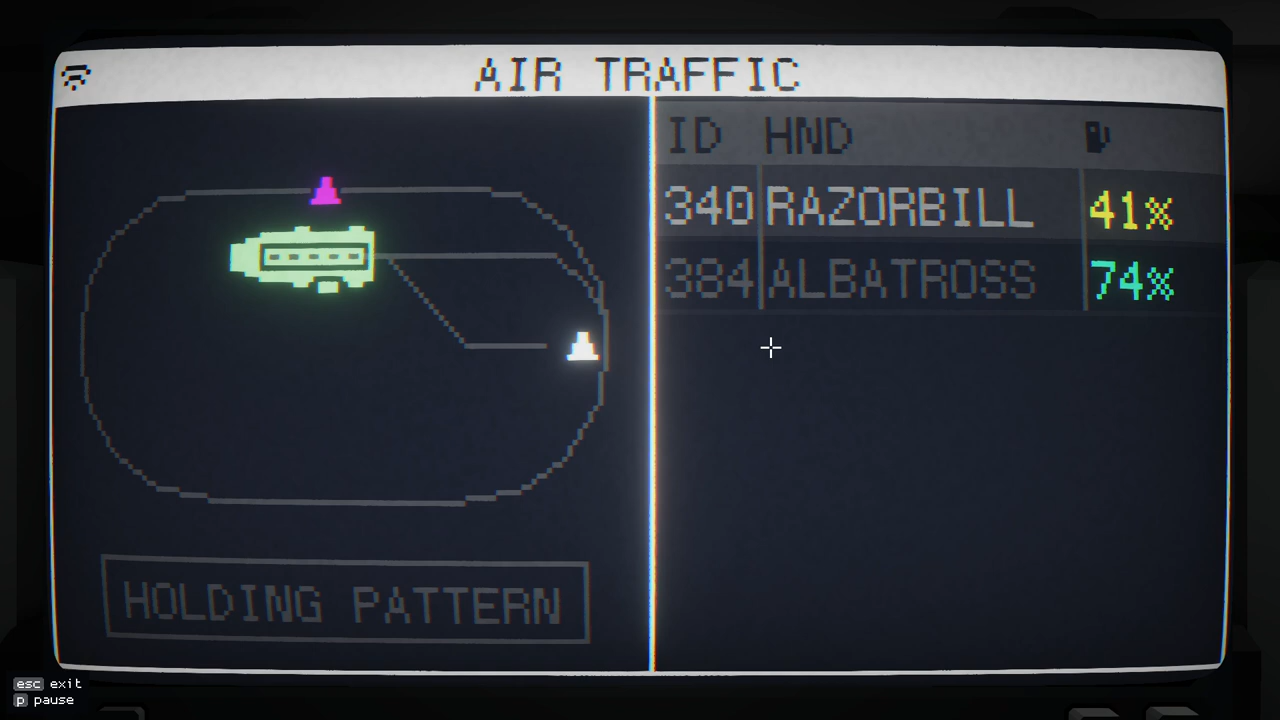 AIR TRAFFIC
ID HND
340 RAZORBILL 41%
384 ALBATROSS 74%
HOLDING PATTERN
esc exit
p pause